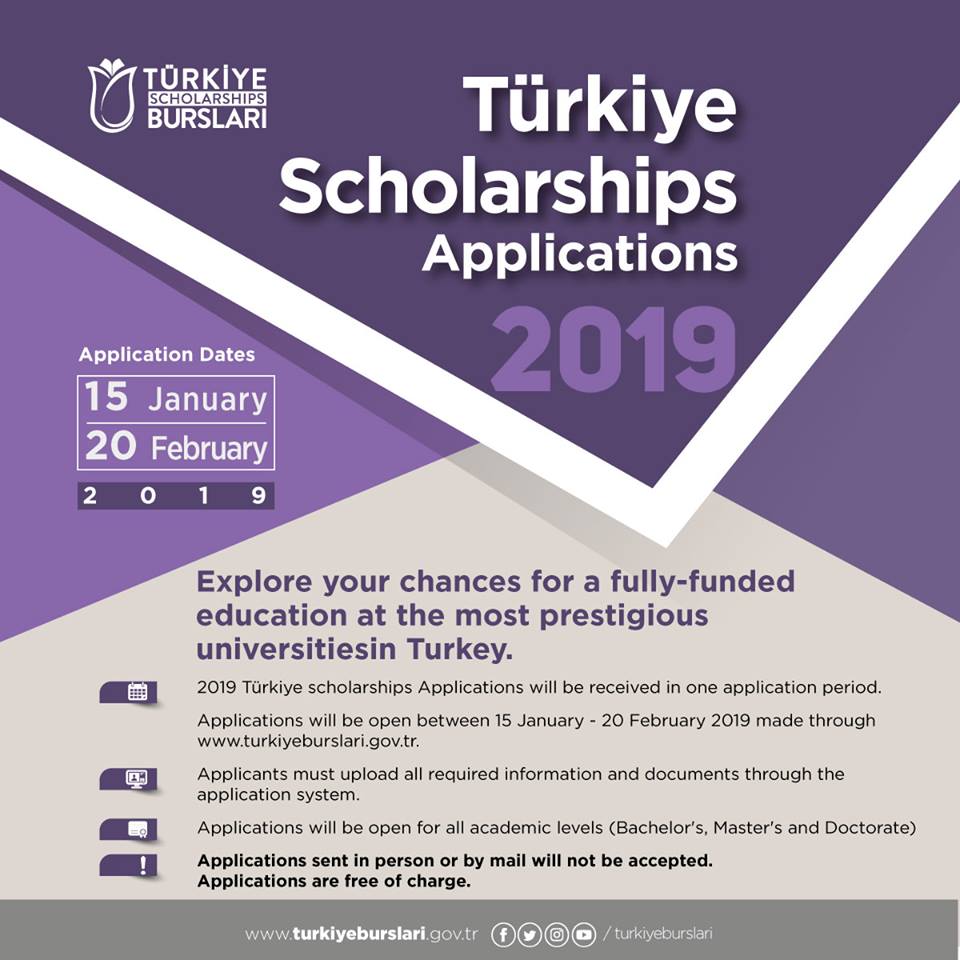 TÜRKİYE
SCHOLARSHIPS
BURSLARI
Türkiye
Scholarships
Applications
2019
Application Dates
15 January
20 February
2 0 1 9
Explore your chances for a fully-funded
education at the most prestigious
universitiesin Turkey.
2019 Türkiye scholarships Applications will be received in one application period.
Applications will be open between 15 January - 20 February 2019 made through
www.turkiyeburslari.gov.tr.
Applicants must upload all required information and documents through the
application system.
Applications will be open for all academic levels (Bachelor's, Master's and Doctorate)
Applications sent in person or by mail will not be accepted.
Applications are free of charge.
www.turkiyeburslari.gov.tr / turkiyeburslari